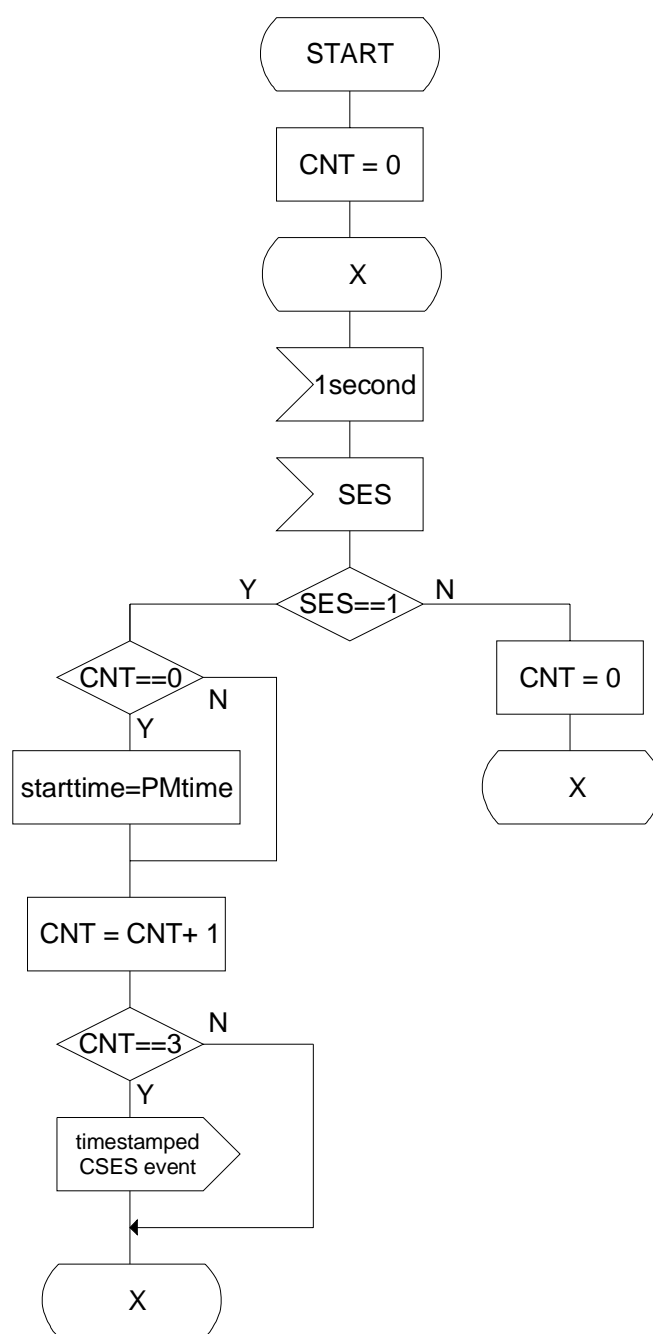 START
CNT = 0
X
1second
SES
Y
SES==1
N
CNT==0
N
Y
CNT = 0
starttime=PMtime
X
CNT = CNT+ 1
CNT==3
N
Y
timestamped
CSES event
X